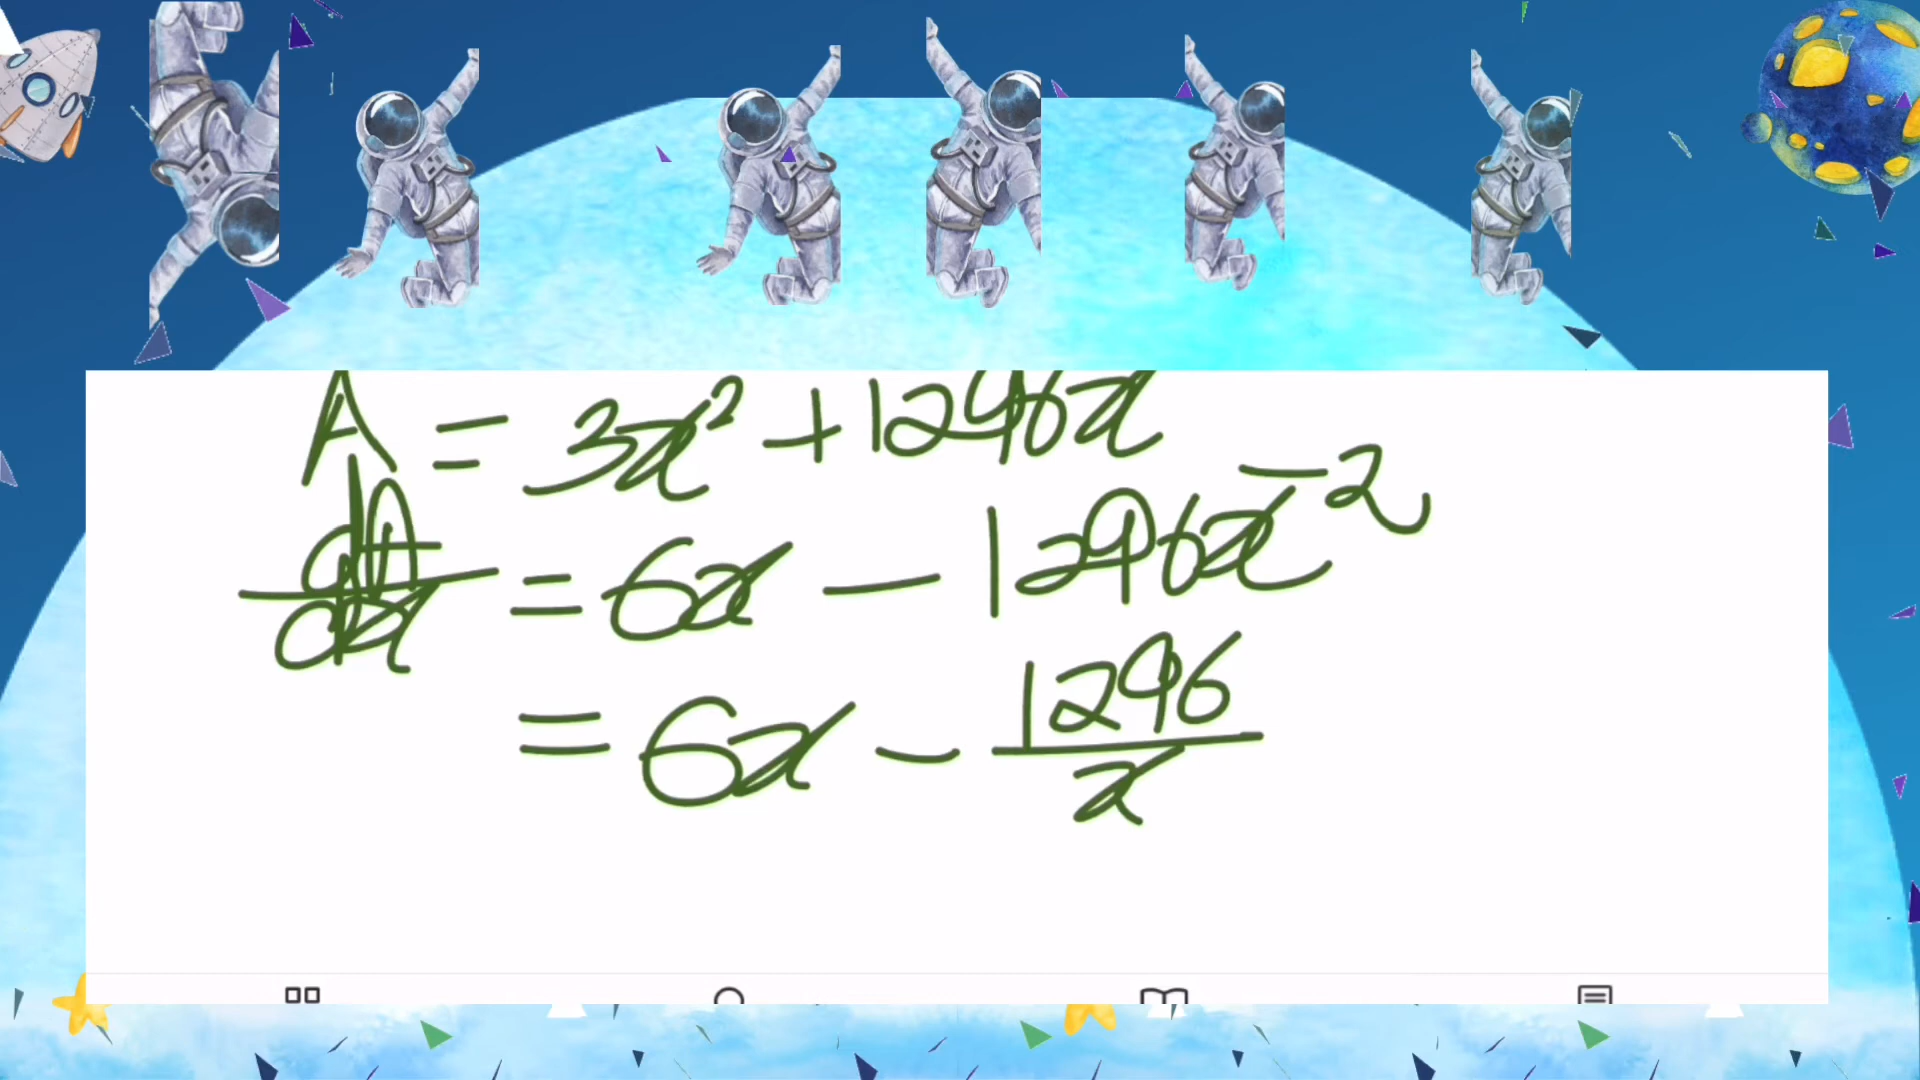 A = 3x² + 1296x
dA/dx = 6x - 1296x⁻²
= 6x - 1296/x